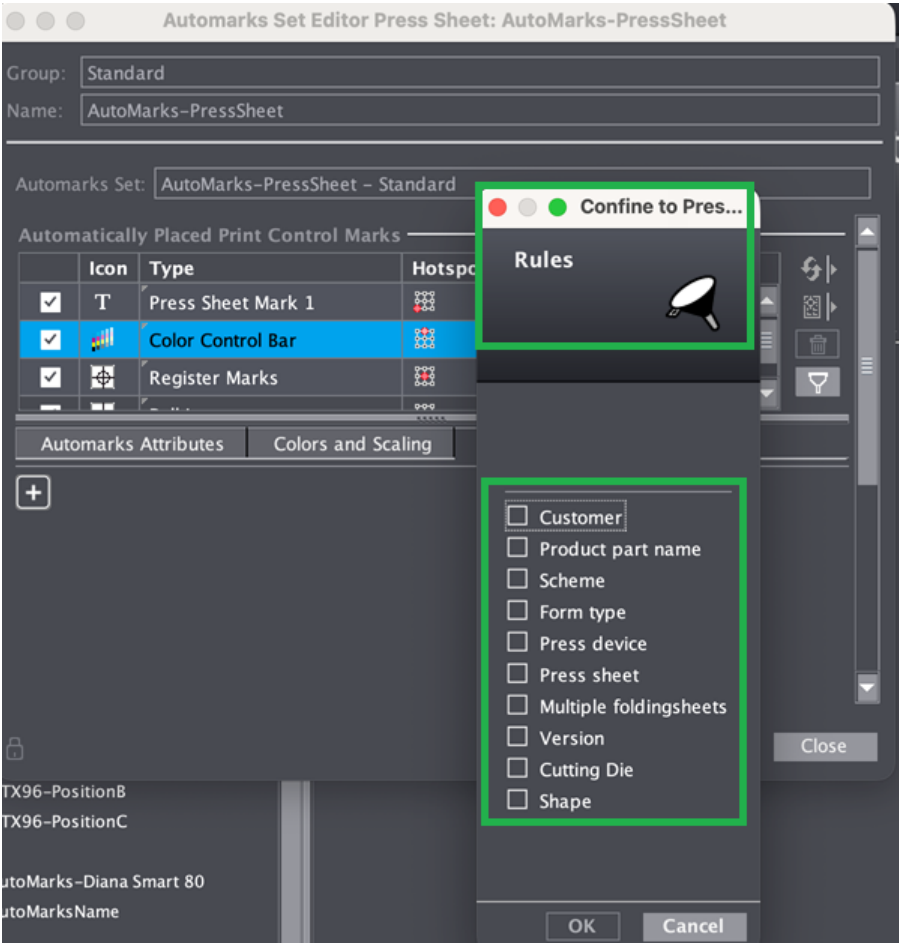 Automarks Set Editor Press Sheet: AutoMarks-PressSheet
Group: Standard
Name: AutoMarks-PressSheet
Automarks Set: AutoMarks-PressSheet - Standard
Automatically Placed Print Control Marks
Icon Type Hotspo
T Press Sheet Mark 1
Color Control Bar
Register Marks
Automarks Attributes Colors and Scaling
Confine to Pres...
Rules
Customer
Product part name
Scheme
Form type
Press device
Press sheet
Multiple foldingsheets
Version
Cutting Die
Shape
OK Cancel
Close
TX96-PositionB
TX96-PositionC
utoMarks-Diana Smart 80
utoMarksName